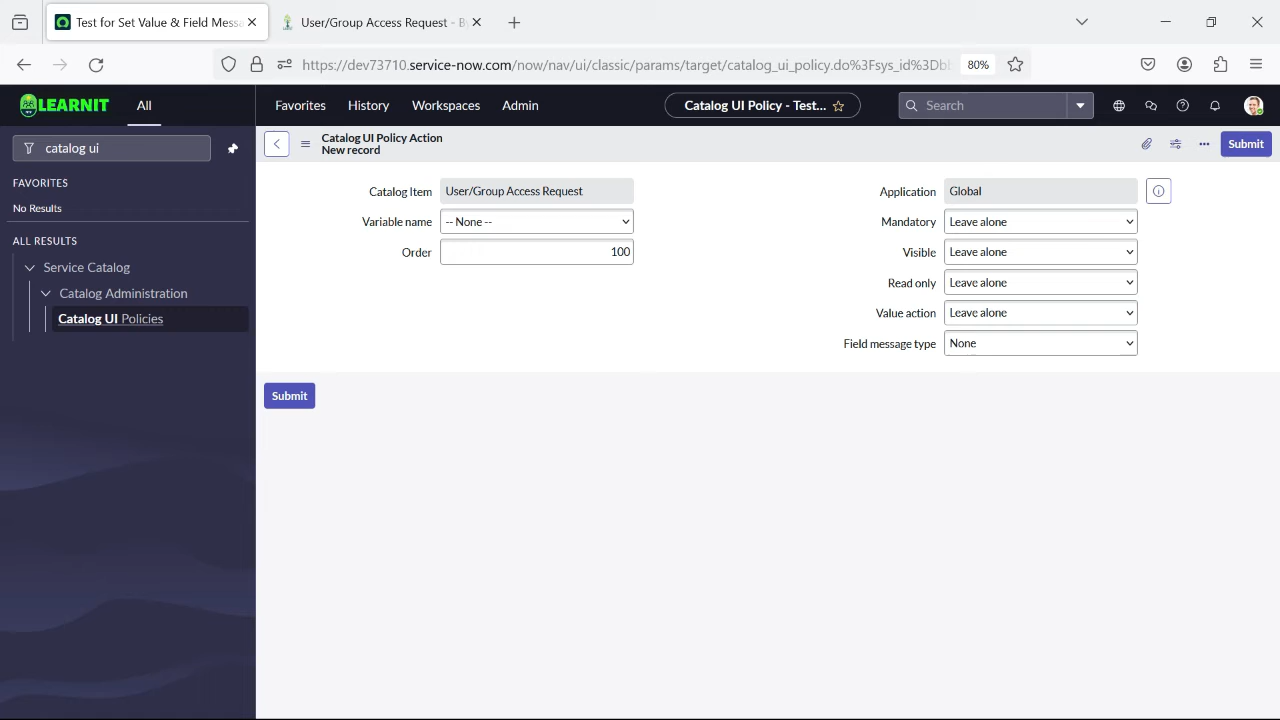 Test for Set Value & Field Mess
User/Group Access Request - B
https://dev73710.service-now.com/now/nav/ui/classic/params/target/catalog_ui_policy.do%3Fsys_id%3Db
80%
LEARNIT
All
Favorites
History
Workspaces
Admin
Catalog UI Policy - Test...
Search
catalog ui
Catalog UI Policy Action
New record
Submit
FAVORITES
No Results
ALL RESULTS
Service Catalog
Catalog Administration
Catalog UI Policies
Catalog Item
User/Group Access Request
Variable name
-- None --
Order
100
Application
Global
Mandatory
Leave alone
Visible
Leave alone
Read only
Leave alone
Value action
Leave alone
Field message type
None
Submit